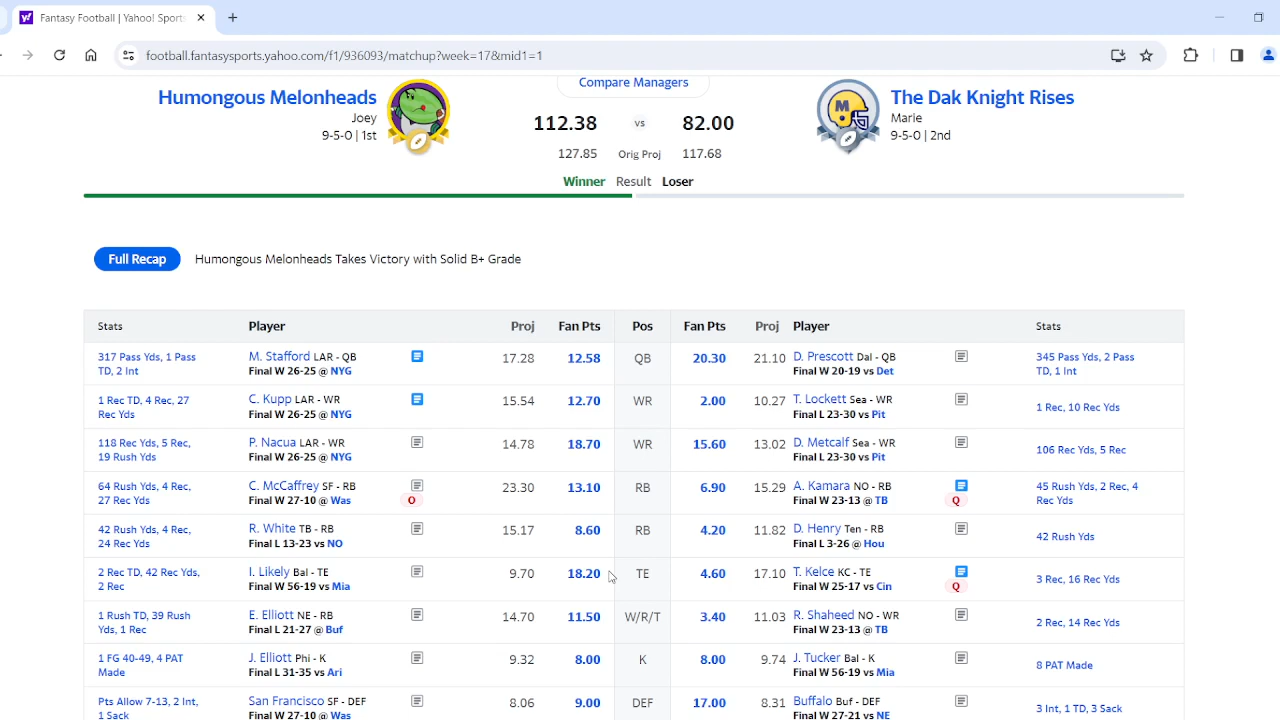 Fantasy Football | Yahoo! Sports
football.fantasysports.yahoo.com/f1/936093/matchup?week=17&mid1=1
Compare Managers
Humongous Melonheads
Joey
9-5-0 | 1st
112.38 vs 82.00
127.85 Orig Proj 117.68
Winner Result Loser
M
The Dak Knight Rises
Marie
9-5-0 | 2nd
Full Recap Humongous Melonheads Takes Victory with Solid B+ Grade
Stats Player Proj Fan Pts Pos Fan Pts Proj Player Stats
317 Pass Yds, 1 Pass M. Stafford LAR - QB 17.28 12.58 QB 20.30 21.10 D. Prescott Dal - QB 345 Pass Yds, 2 Pass
TD, 2 Int Final W 26-25 @ NYG Final W 20-19 vs Det TD, 1 Int
1 Rec TD, 4 Rec, 27 C. Kupp LAR - WR 15.54 12.70 WR 2.00 10.27 T. Lockett Sea - WR 1 Rec, 10 Rec Yds
Rec Yds Final W 26-25 @ NYG Final L 23-30 vs Pit
118 Rec Yds, 5 Rec, P. Nacua LAR - WR 14.78 18.70 WR 15.60 13.02 D. Metcalf Sea - WR 106 Rec Yds, 5 Rec
19 Rush Yds Final W 26-25 @ NYG Final L 23-30 vs Pit
64 Rush Yds, 4 Rec, C. McCaffrey SF - RB 23.30 13.10 RB 6.90 15.29 A. Kamara NO - RB 45 Rush Yds, 2 Rec, 4
27 Rec Yds Final W 27-10 @ Was O Final W 23-13 @ TB Q Rec Yds
42 Rush Yds, 4 Rec, R. White TB - RB 15.17 8.60 RB 4.20 11.82 D. Henry Ten - RB 42 Rush Yds
24 Rec Yds Final L 13-23 vs NO Final L 3-26 @ Hou
2 Rec TD, 42 Rec Yds, I. Likely Bal - TE 9.70 18.20 TE 4.60 17.10 T. Kelce KC - TE 3 Rec, 16 Rec Yds
2 Rec Final W 56-19 vs Mia Final W 25-17 vs Cin Q
1 Rush TD, 39 Rush E. Elliott NE - RB 14.70 11.50 W/R/T 3.40 11.03 R. Shaheed NO - WR 2 Rec, 14 Rec Yds
Yds, 1 Rec Final L 21-27 @ Buf Final W 23-13 @ TB
1 FG 40-49, 4 PAT J. Elliott Phi - K 9.32 8.00 K 8.00 9.74 J. Tucker Bal - K 8 PAT Made
Made Final L 31-35 vs Ari Final W 56-19 vs Mia
Pts Allow 7-13, 2 Int, San Francisco SF - DEF 8.06 9.00 DEF 17.00 8.31 Buffalo Buf - DEF 3 Int, 1 TD, 3 Sack
1 Sack Final W 27-10 @ Was Final W 27-21 vs NE